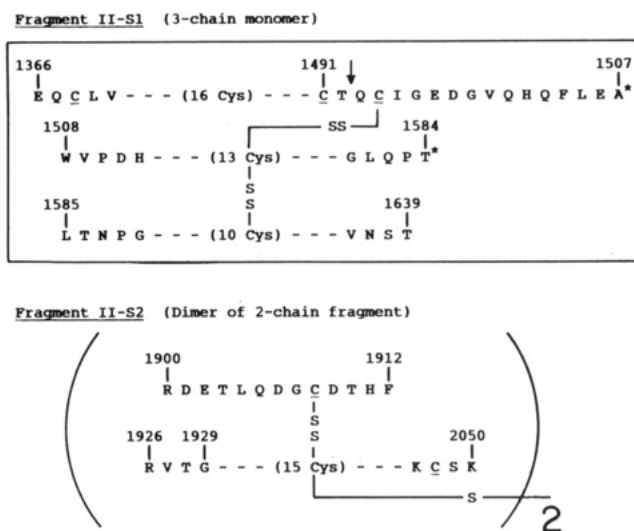 Fragment II-S1 (3-chain monomer)
1366 1491 1507
E Q C L V - - - (16 Cys) - - - C T Q C I G E D G V Q H Q F L E A*
SS
1508 1584
W V P D H - - - (13 Cys) - - - G L Q P T*
S
S
1585 1639
L T N P G - - - (10 Cys) - - - V N S T
Fragment II-S2 (Dimer of 2-chain fragment)
1900 1912
R D E T L Q D G C D T H F
S
1926 1929 S 2050
R V T G - - - (15 Cys) - - - K C S K
S
2